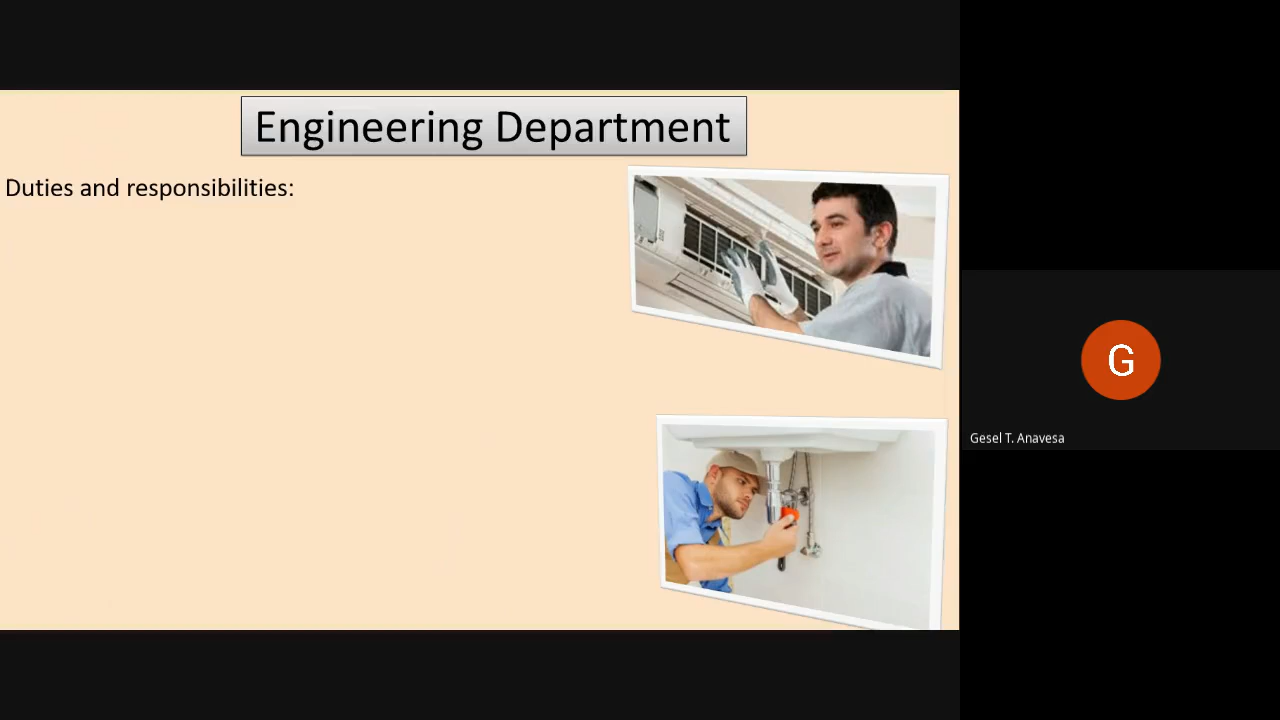 Engineering Department
Duties and responsibilities:
G
Gesel T. Anavesa